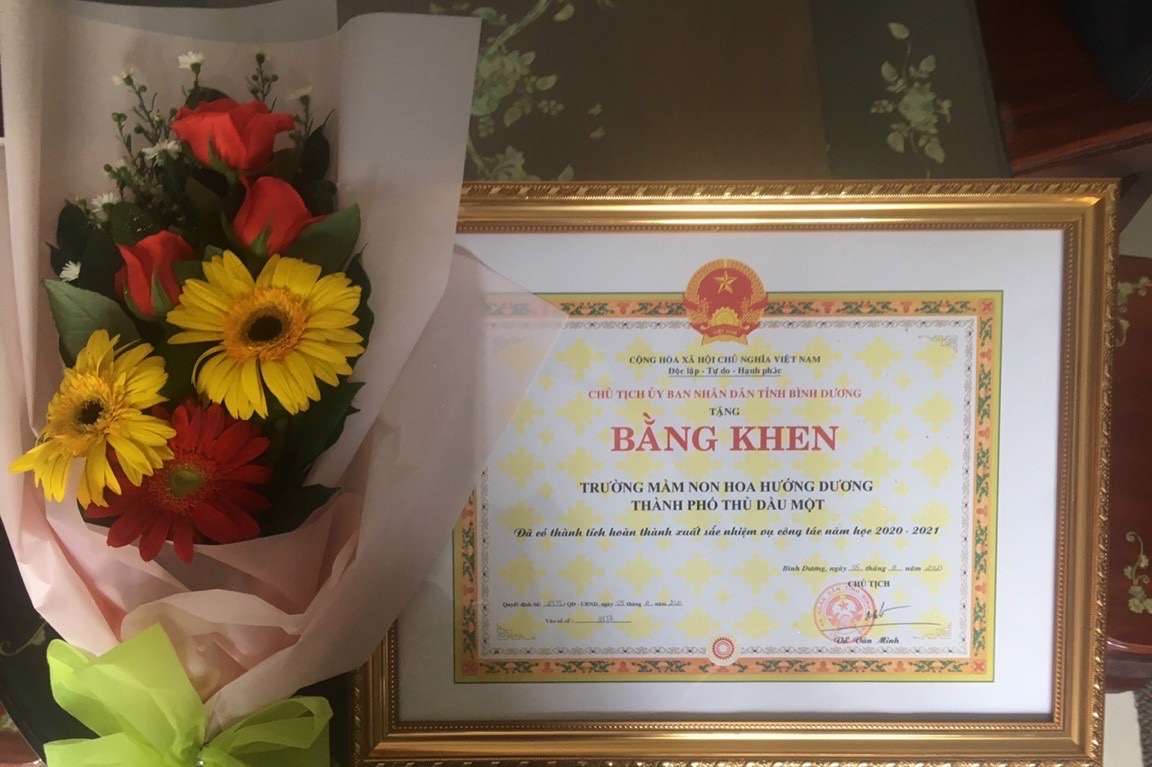 VIỆT NAM
CỘNG HÒA XÃ HỘI CHỦ NGHĨA VIỆT NAM
Độc lập - Tự do - Hạnh phúc
CHỦ TỊCH ỦY BAN NHÂN DÂN TỈNH BÌNH DƯƠNG
TẶNG
BẰNG KHEN
TRƯỜNG MẦM NON HOA HƯỚNG DƯƠNG
THÀNH PHỐ THỦ DẦU MỘT
Đã có thành tích hoàn thành xuất sắc nhiệm vụ công tác năm học 2020 - 2021
Bình Dương, ngày tháng năm
CHỦ TỊCH
Quyết định Số: QĐ - UBND, ngày tháng năm
Vào sổ số:
Võ Văn Minh